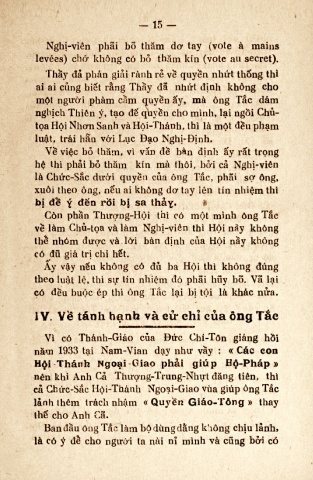 — 15 —
Nghị-viên phải bỏ thăm dơ tay (vote à mains
levées) chớ không có bỏ thăm kín (vote au secret).
Thầy đã phân giải rành rẽ về quyền nhứt thống thì
ai ai cũng biết rằng Thầy đã nhứt định không cho
một người phàm cầm quyền ấy, mà ông Tắc dám
nghịch Thiên ý, tạo để quyền cho mình, lại ngồi Chủ-
tọa Hội Nhơn Sanh và Hội-Thánh, thì là một đều phạm
luật, trái hẳn với Lục Đạo Nghị-Định.
Về việc bỏ thăm, vì vấn đề bàn định ấy rất trọng
hệ thì phải bỏ thăm kín mà thôi, bởi cả Nghị-viên
là Chức-Sắc dưới quyền của ông Tắc, phải sợ ông,
xuôi theo ông, nếu ai không dơ tay lên tín nhiệm thì
bị để ý đến rồi bị sa thảy.
Còn phần Thượng-Hội thì có một mình ông Tắc
về làm Chủ-tọa và làm Nghị-viên thì Hội này không
thể nhóm được và lời bàn định của Hội nầy không
có đủ giá trị chi hết.
Ấy vậy nếu không có đủ ba Hội thì không đúng
theo luật lệ, thì sự tín nhiệm đó phải hủy bỏ. Vã lại
có đều buộc ép thì ông Tắc lại bị tội là khác nữa.
IV. Về tánh hạnh và cử chỉ của ông Tắc
Vì có Thánh-Giáo của Đức Chí-Tôn giáng hồi
năm 1933 tại Nam-Vian dạy như vầy : « Các con
Hội-Thánh Ngoại-Giao phải giúp Hộ-Pháp »
nên khi Anh Cả Thượng-Trung-Nhựt đăng tiên, thì
cả Chức-Sắc Hội-Thánh Ngoại-Giao vùa giúp ông Tắc
lảnh thêm trách nhậm « Quyền Giáo-Tông » thay
thế cho Anh Cả.
Ban đầu ông Tắc làm bộ dùng dằng không chịu lảnh,
là có ý để cho người ta nài nỉ mình và cũng bởi có